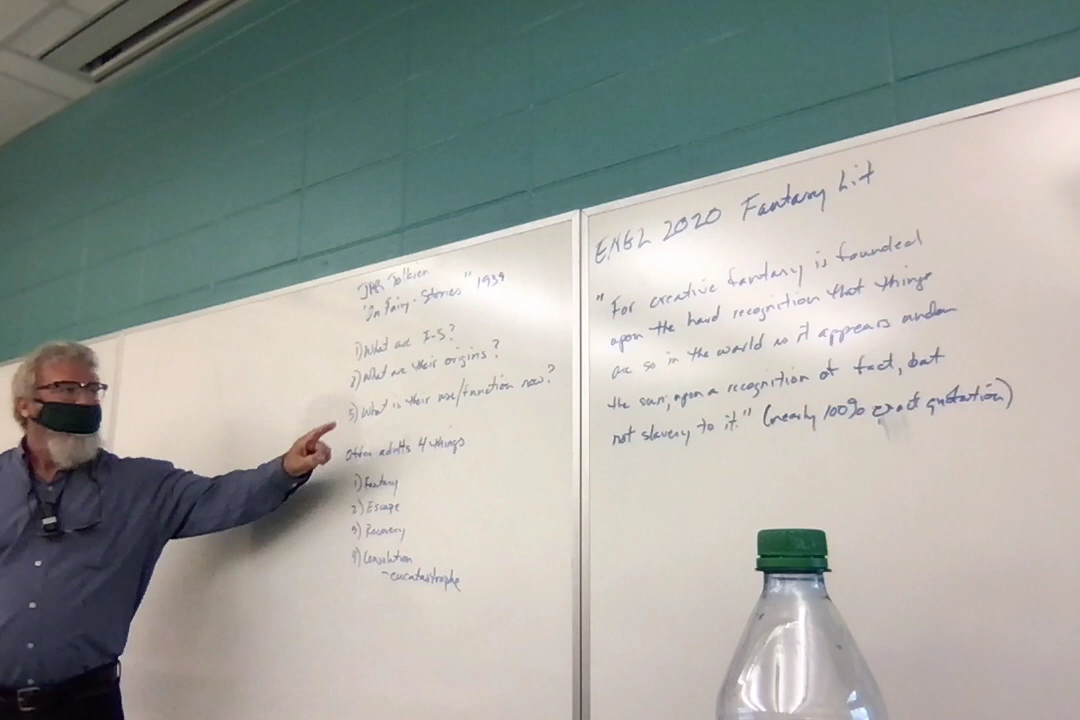 JRR Tolkien
"On Fairy-Stories" 1939
1) What are F-S?
2) What are their origins?
3) What is their use/function now?
Offer adults 4 things
1) Fantasy
2) Escape
3) Recovery
4) Consolation
-eucatastrophe
ENGL 2020 Fantasy Lit
"For creative fantasy is founded
upon the hard recognition that things
are so in the world as it appears under
the sun; upon a recognition of fact, but
not slavery to it." (nearly 100% exact quotation)